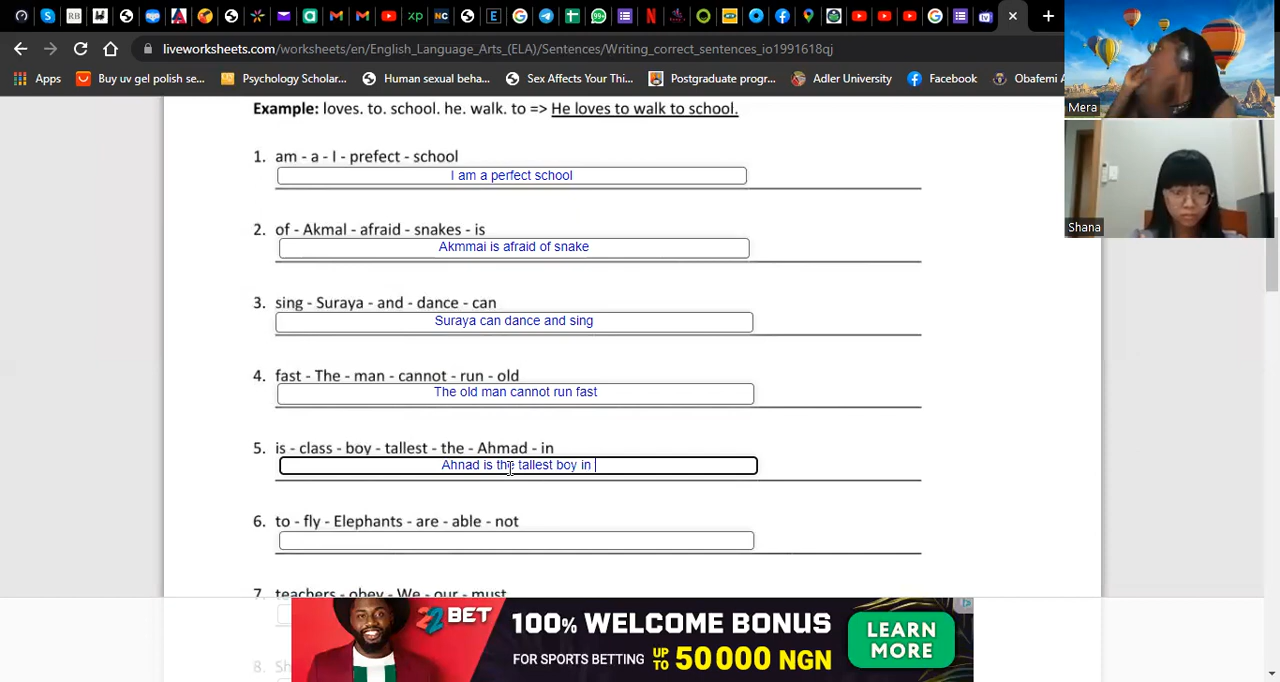 liveworksheets.com/worksheets/en/English_Language_Arts_(ELA)/Sentences/Writing_correct_sentences_io1991618qj
Apps
Buy uv gel polish se...
Psychology Scholar...
Human sexual beha...
Sex Affects Your Thi...
Postgraduate progr...
Adler University
Facebook
Obafemi
Mera
Shana
Example: loves. to. school. he. walk. to => He loves to walk to school.
1. am - a - I - prefect - school
I am a perfect school
2. of - Akmal - afraid - snakes - is
Akmmai is afraid of snake
3. sing - Suraya - and - dance - can
Suraya can dance and sing
4. fast - The - man - cannot - run - old
The old man cannot run fast
5. is - class - boy - tallest - the - Ahmad - in
Ahnad is the tallest boy in
6. to - fly - Elephants - are - able - not
7. teachers - obey - We - our - must
8. Sh
22BET
100% WELCOME BONUS
FOR SPORTS BETTING UP TO 50 000 NGN
LEARN MORE